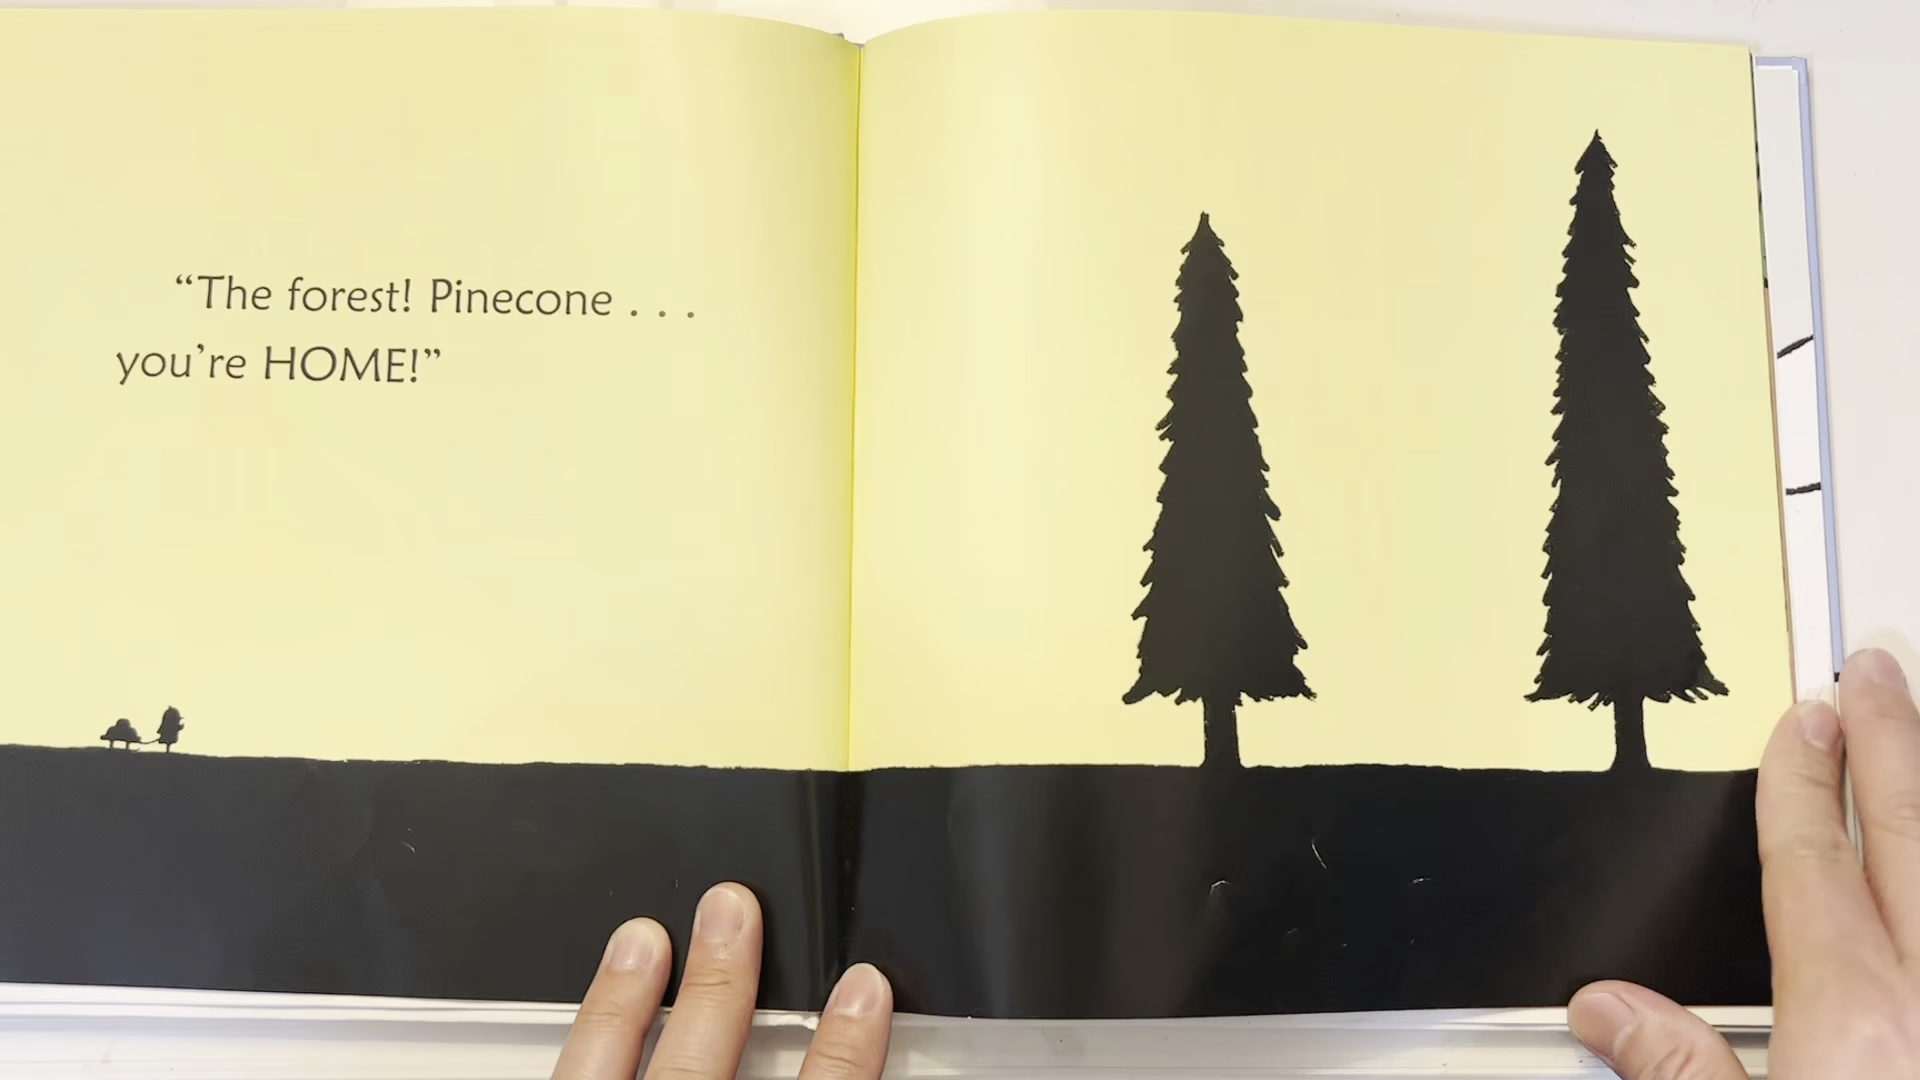 “The forest! Pinecone . . .
you’re HOME!”